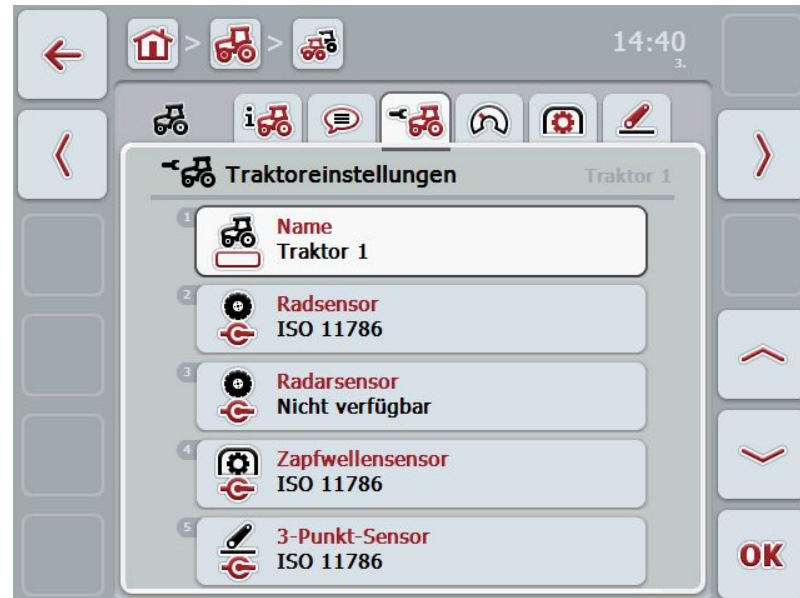 14:40
3.
Traktoreinstellungen Traktor 1
1
Name
Traktor 1
2
Radsensor
ISO 11786
3
Radarsensor
Nicht verfügbar
4
Zapfwellensensor
ISO 11786
5
3-Punkt-Sensor
ISO 11786
OK